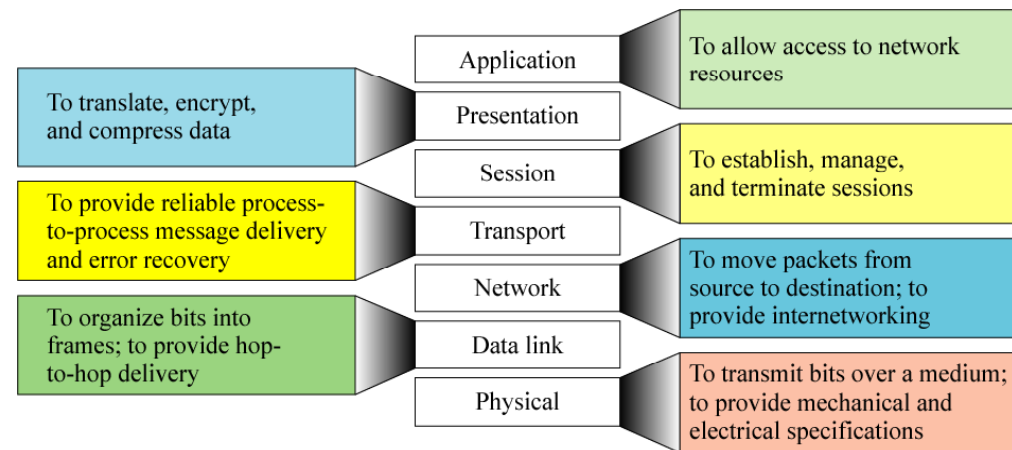 Application
To allow access to network
resources
To translate, encrypt,
and compress data
Presentation
Session
To establish, manage,
and terminate sessions
To provide reliable process-
to-process message delivery
and error recovery
Transport
Network
To move packets from
source to destination; to
provide internetworking
To organize bits into
frames; to provide hop-
to-hop delivery
Data link
Physical
To transmit bits over a medium;
to provide mechanical and
electrical specifications